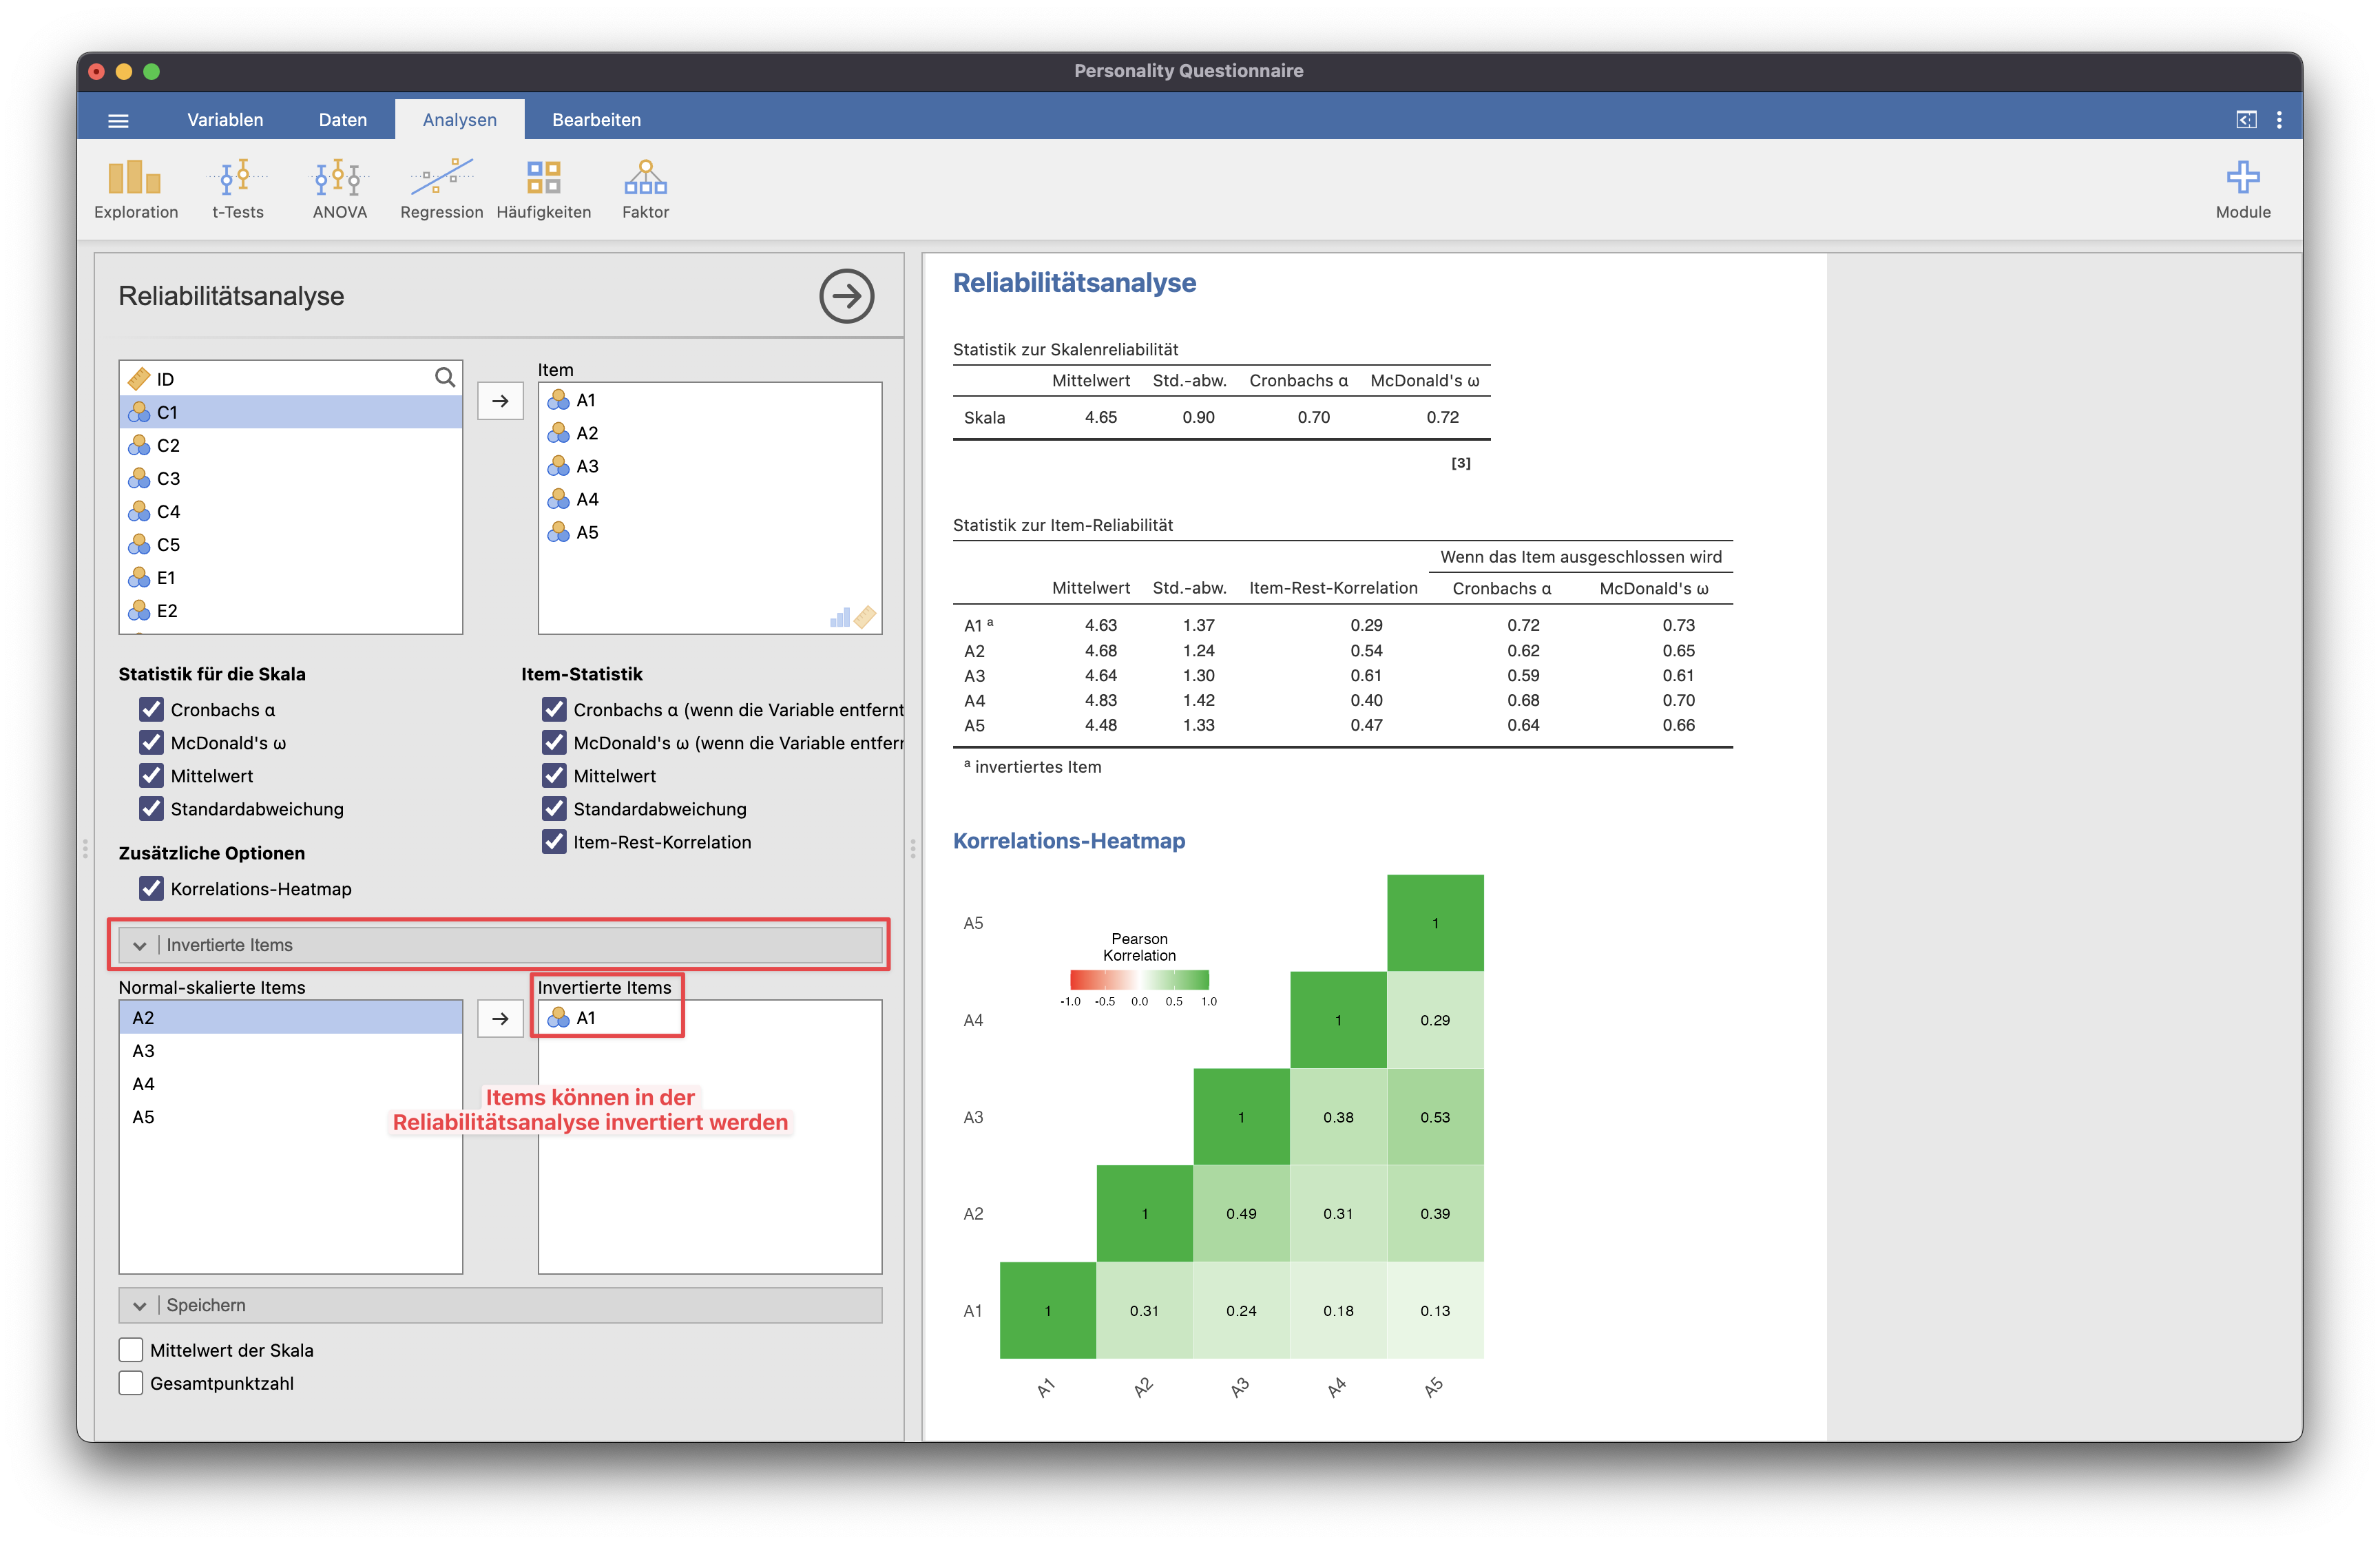 Personality Questionnaire
Variablen Daten Analysen Bearbeiten
Exploration t-Tests ANOVA Regression Häufigkeiten Faktor Module
Reliabilitätsanalyse
ID
C1
C2
C3
C4
C5
E1
E2
Item
A1
A2
A3
A4
A5
Statistik für die Skala
Cronbachs α
McDonald's ω
Mittelwert
Standardabweichung
Zusätzliche Optionen
Korrelations-Heatmap
Item-Statistik
Cronbachs α (wenn die Variable entfernt
McDonald's ω (wenn die Variable entfer
Mittelwert
Standardabweichung
Item-Rest-Korrelation
Invertierte Items
Normal-skalierte Items
A2
A3
A4
A5
Invertierte Items
A1
Items können in der
Reliabilitätsanalyse invertiert werden
Speichern
Mittelwert der Skala
Gesamtpunktzahl
Reliabilitätsanalyse
Statistik zur Skalenreliabilität
Mittelwert Std.-abw. Cronbachs α McDonald's ω
Skala 4.65 0.90 0.70 0.72
[3]
Statistik zur Item-Reliabilität
Wenn das Item ausgeschlossen wird
Mittelwert Std.-abw. Item-Rest-Korrelation Cronbachs α McDonald's ω
A1 ᵃ 4.63 1.37 0.29 0.72 0.73
A2 4.68 1.24 0.54 0.62 0.65
A3 4.64 1.30 0.61 0.59 0.61
A4 4.83 1.42 0.40 0.68 0.70
A5 4.48 1.33 0.47 0.64 0.66
ᵃ invertiertes Item
Korrelations-Heatmap
Pearson
Korrelation
-1.0 -0.5 0.0 0.5 1.0
A5 1
A4 1 0.29
A3 1 0.38 0.53
A2 1 0.49 0.31 0.39
A1 1 0.31 0.24 0.18 0.13
A1 A2 A3 A4 A5